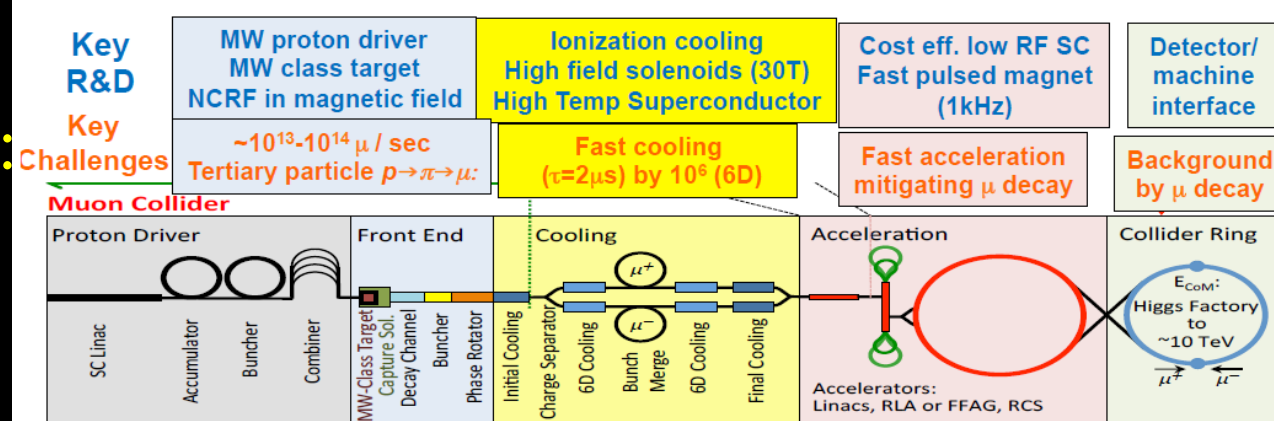 Key
R&D
MW proton driver
MW class target
NCRF in magnetic field
Ionization cooling
High field solenoids (30T)
High Temp Superconductor
Cost eff. low RF SC
Fast pulsed magnet
(1kHz)
Detector/
machine
interface
Key
Challenges
:
:
~10¹³-10¹⁴ μ / sec
Tertiary particle p→π→μ:
Fast cooling
(τ=2μs) by 10⁶ (6D)
Fast acceleration
mitigating μ decay
Background
by μ decay
Muon Collider
Proton Driver
SC Linac
Accumulator
Buncher
Combiner
Front End
MW-Class Target
Capture Sol.
Decay Channel
Buncher
Phase Rotator
Cooling
Initial Cooling
Charge Separator
6D Cooling
μ⁺
μ⁻
Bunch
Merge
6D Cooling
Final Cooling
Acceleration
Accelerators:
Linacs, RLA or FFAG, RCS
Collider Ring
E_CoM:
Higgs Factory
to
~10 TeV
μ⁺ μ⁻